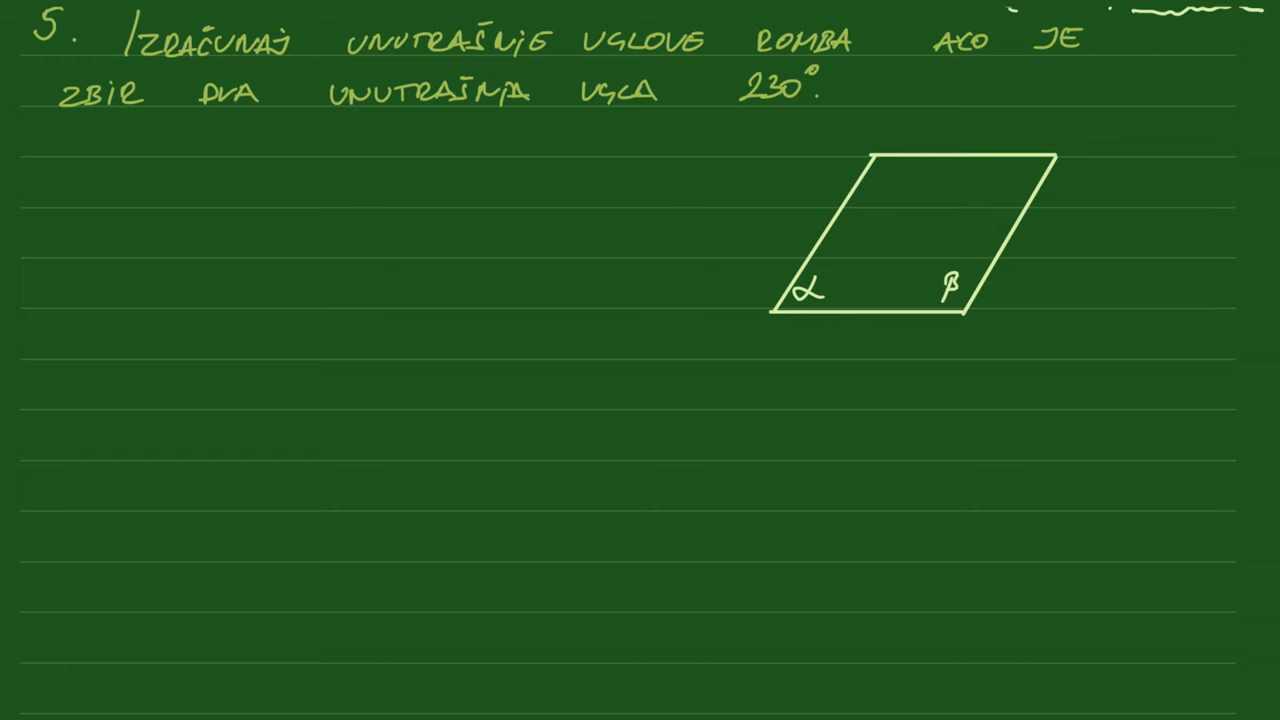 5. IZRAČUNAJ UNUTRAŠNJE UGLOVE ROMBA AKO JE
ZBIR DVA UNUTRAŠNJA UGLA 230°.
α β